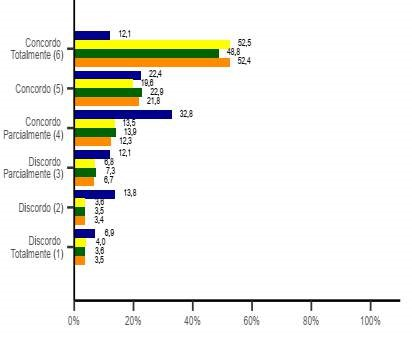 Concordo
Totalmente (6)
12,1
52,5
48,8
52,4
Concordo (5)
22,4
19,6
22,9
21,8
Concordo
Parcialmente (4)
32,8
13,5
13,9
12,3
Discordo
Parcialmente (3)
12,1
6,8
7,3
6,7
Discordo (2)
13,8
3,6
3,5
3,4
Discordo
Totalmente (1)
6,9
4,0
3,6
3,5
0% 20% 40% 60% 80% 100%